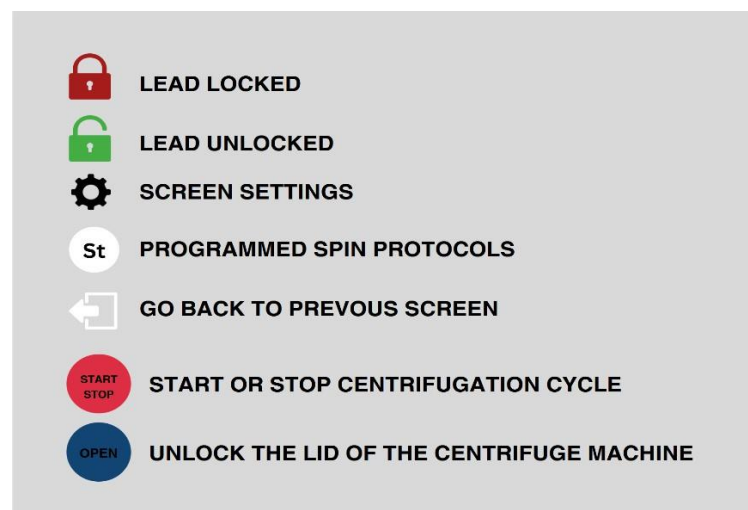 LEAD LOCKED
LEAD UNLOCKED
SCREEN SETTINGS
St PROGRAMMED SPIN PROTOCOLS
GO BACK TO PREVOUS SCREEN
START
STOP
START OR STOP CENTRIFUGATION CYCLE
OPEN UNLOCK THE LID OF THE CENTRIFUGE MACHINE